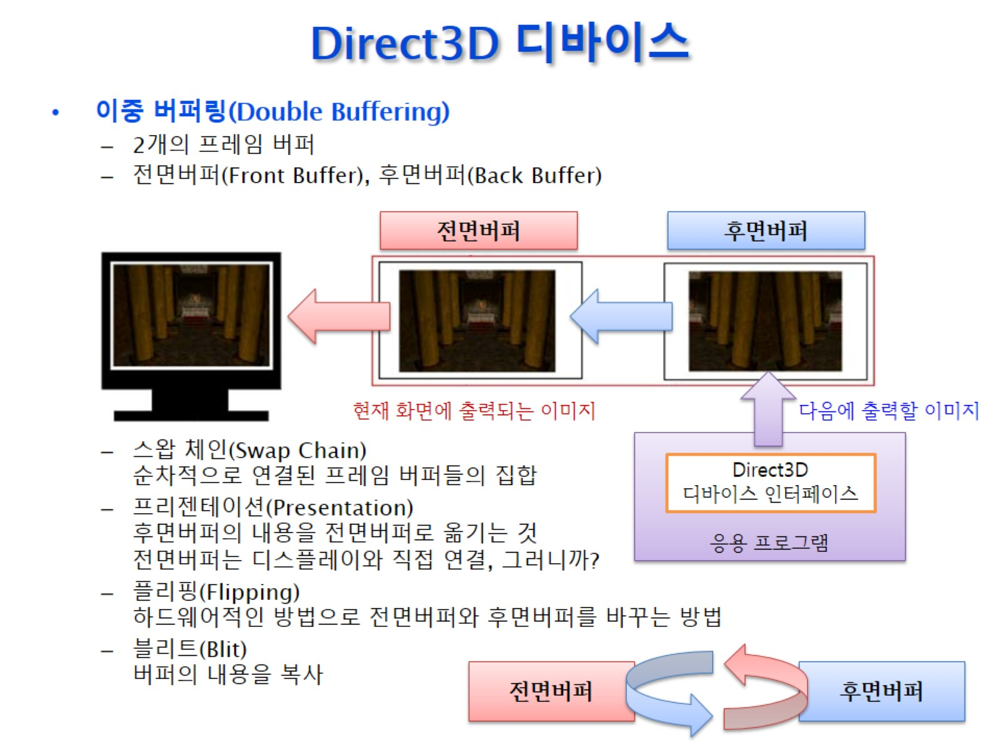 Direct3D 디바이스
• 이중 버퍼링(Double Buffering)
– 2개의 프레임 버퍼
– 전면버퍼(Front Buffer), 후면버퍼(Back Buffer)
전면버퍼
후면버퍼
현재 화면에 출력되는 이미지
다음에 출력할 이미지
– 스왑 체인(Swap Chain)
순차적으로 연결된 프레임 버퍼들의 집합
– 프리젠테이션(Presentation)
후면버퍼의 내용을 전면버퍼로 옮기는 것
전면버퍼는 디스플레이와 직접 연결, 그러니까?
Direct3D
디바이스 인터페이스
응용 프로그램
– 플리핑(Flipping)
하드웨어적인 방법으로 전면버퍼와 후면버퍼를 바꾸는 방법
– 블리트(Blit)
버퍼의 내용을 복사
전면버퍼
후면버퍼